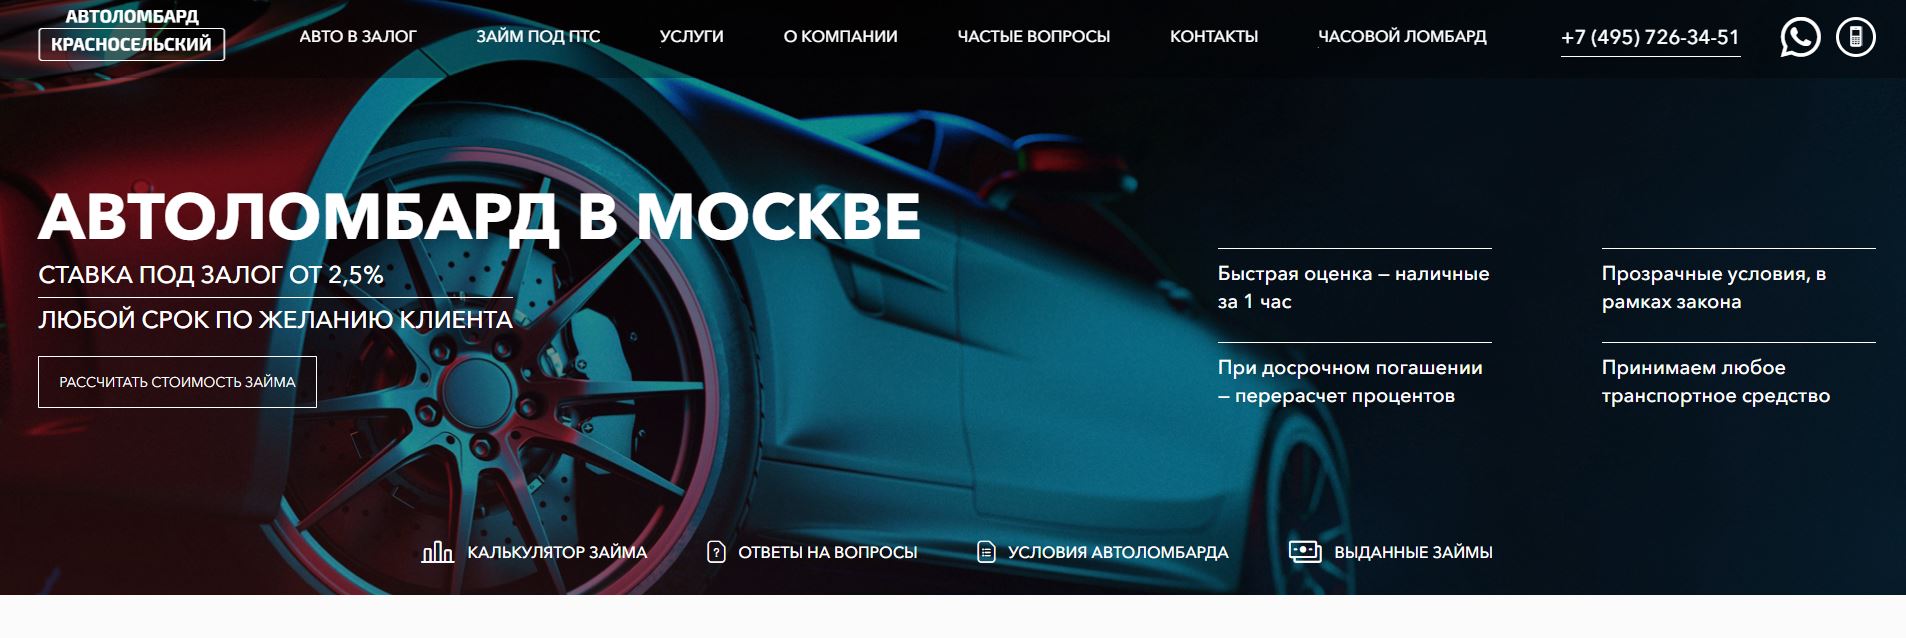 АВТОЛОМБАРД
КРАСНОСЕЛЬСКИЙ
АВТО В ЗАЛОГ
ЗАЙМ ПОД ПТС
УСЛУГИ
О КОМПАНИИ
ЧАСТЫЕ ВОПРОСЫ
КОНТАКТЫ
ЧАСОВОЙ ЛОМБАРД
+7 (495) 726-34-51
АВТОЛОМБАРД В МОСКВЕ
СТАВКА ПОД ЗАЛОГ ОТ 2,5%
ЛЮБОЙ СРОК ПО ЖЕЛАНИЮ КЛИЕНТА
РАССЧИТАТЬ СТОИМОСТЬ ЗАЙМА
Быстрая оценка – наличные
за 1 час
Прозрачные условия, в
рамках закона
При досрочном погашении
– перерасчет процентов
Принимаем любое
транспортное средство
КАЛЬКУЛЯТОР ЗАЙМА
ОТВЕТЫ НА ВОПРОСЫ
УСЛОВИЯ АВТОЛОМБАРДА
ВЫДАННЫЕ ЗАЙМЫ